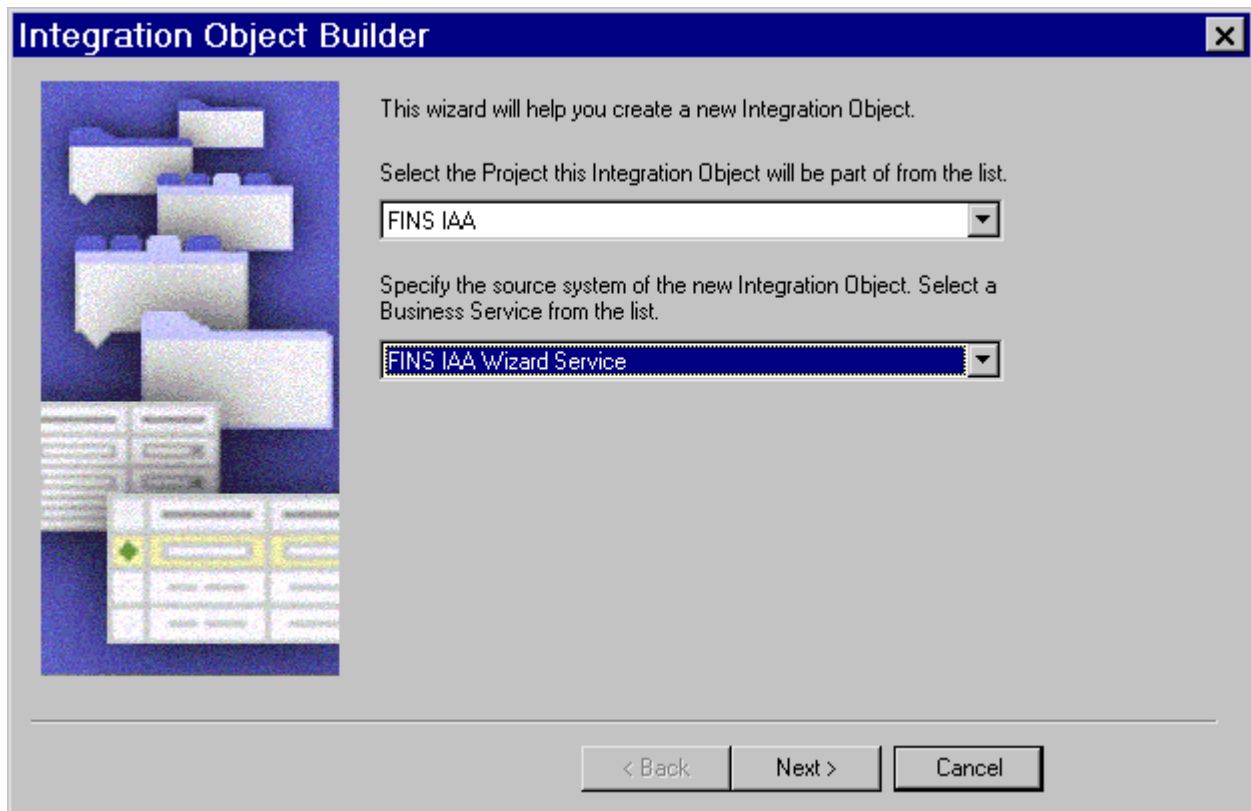 Integration Object Builder
This wizard will help you create a new Integration Object.
Select the Project this Integration Object will be part of from the list.
FINS IAA
Specify the source system of the new Integration Object. Select a
Business Service from the list.
FINS IAA Wizard Service
< Back
Next >
Cancel